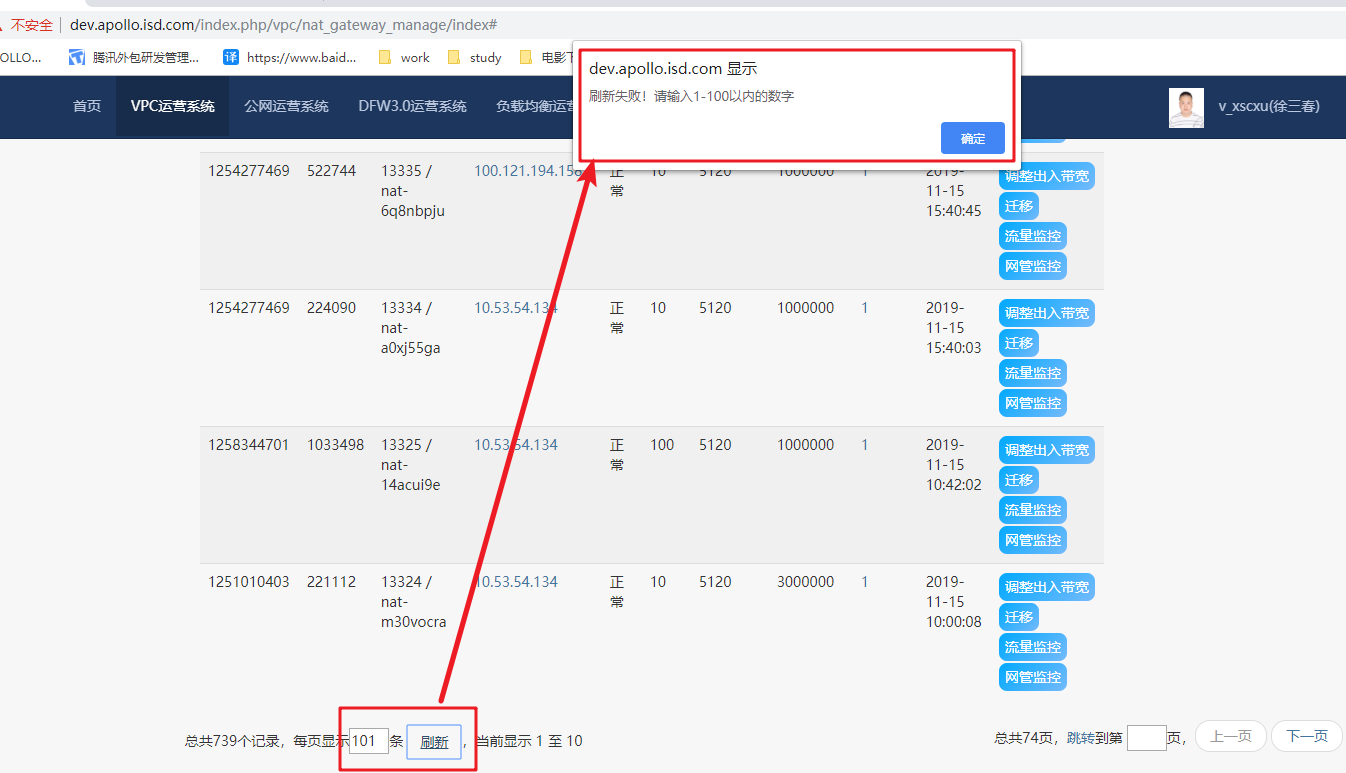 不安全 dev.apollo.isd.com/index.php/vpc/nat_gateway_manage/index#
OLLO... 腾讯外包研发管理... 译 https://www.baid... work study 电影下
dev.apollo.isd.com 显示
刷新失败！请输入1-100以内的数字
确定
首页 VPC运营系统 公网运营系统 DFW3.0运营系统 负载均衡运营 v_xscxu(徐三春)
1254277469 522744 13335 / 100.121.194.158 正 10 5120 1000000 1 2019- 调整出入带宽
nat- 常 11-15 迁移
6q8nbpju 15:40:45
流量监控
网管监控
1254277469 224090 13334 / 10.53.54.134 正 10 5120 1000000 1 2019- 调整出入带宽
nat- 常 11-15 迁移
a0xj55ga 15:40:03
流量监控
网管监控
1258344701 1033498 13325 / 10.53.54.134 正 100 5120 1000000 1 2019- 调整出入带宽
nat- 常 11-15 迁移
14acui9e 10:42:02
流量监控
网管监控
1251010403 221112 13324 / 10.53.54.134 正 10 5120 3000000 1 2019- 调整出入带宽
nat- 常 11-15 迁移
m30vocra 10:00:08
流量监控
网管监控
总共739个记录，每页显示 101 条 刷新 ，当前显示 1 至 10 总共74页，跳转到第 页， 上一页 下一页